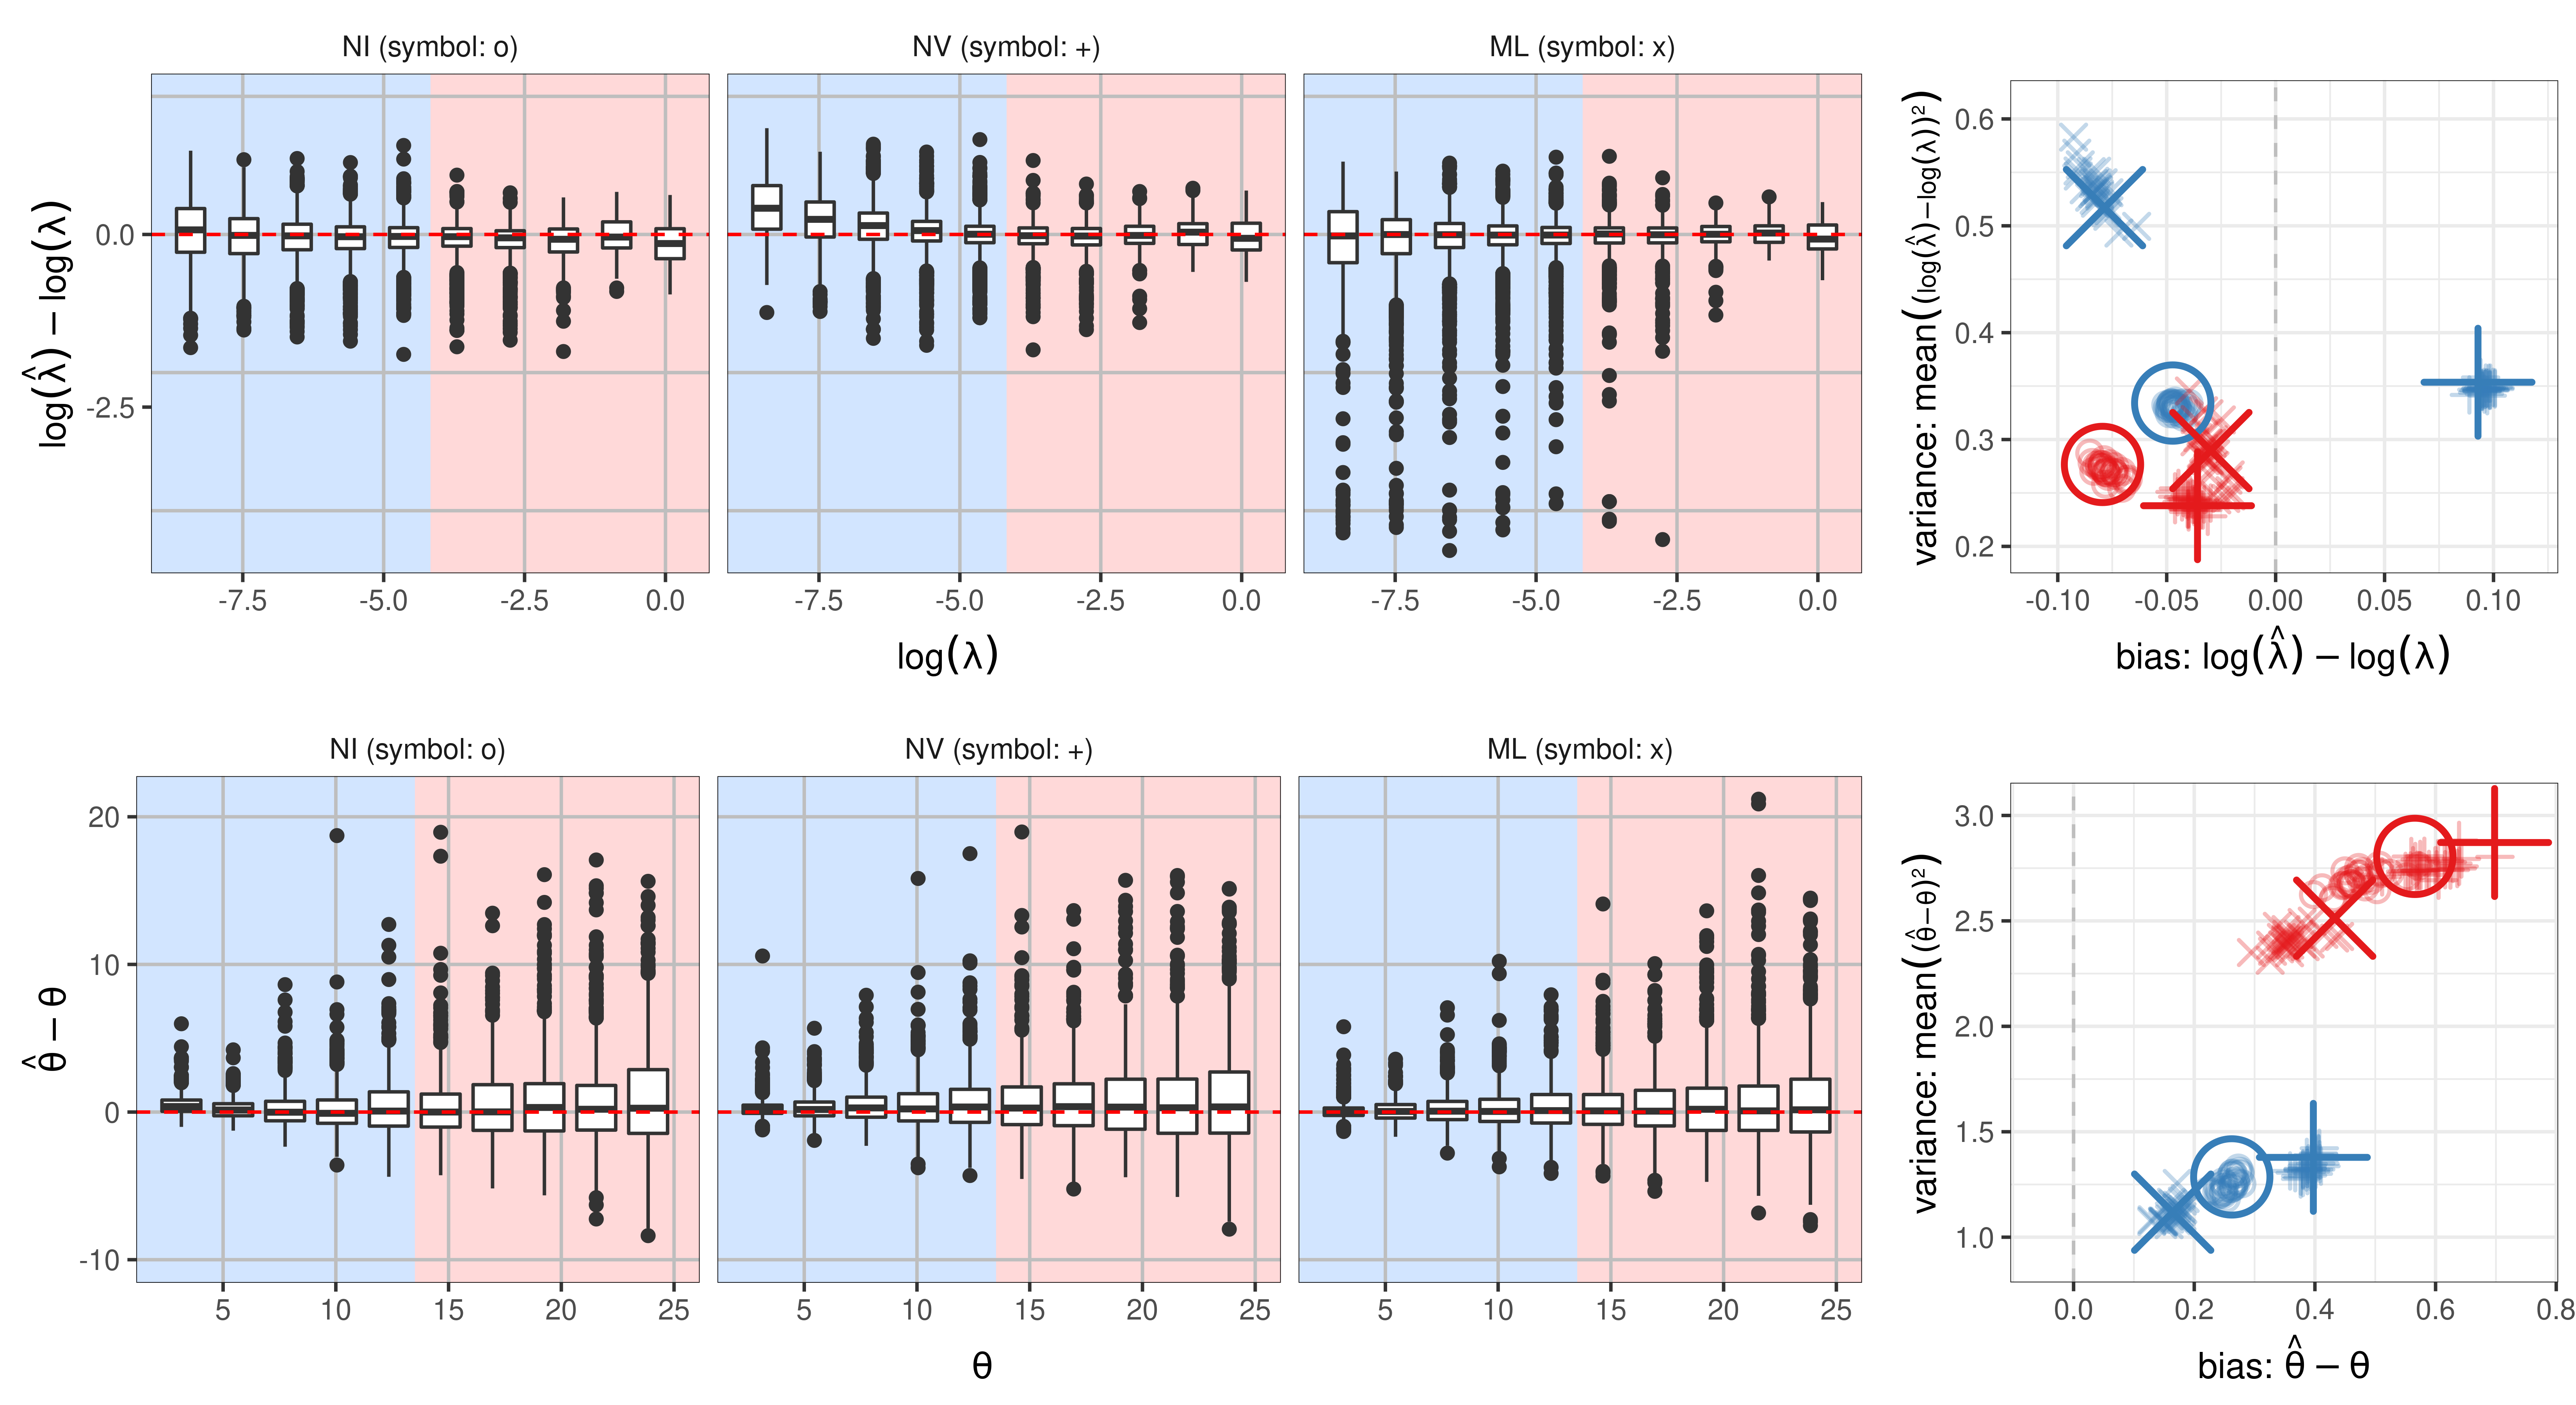 NI (symbol: o)
NV (symbol: +)
ML (symbol: x)
log(λ̂) − log(λ)
0.0
-2.5
-7.5 -5.0 -2.5 0.0
-7.5 -5.0 -2.5 0.0
-7.5 -5.0 -2.5 0.0
log(λ)
variance: mean((log(λ̂)−log(λ))²)
0.6
0.5
0.4
0.3
0.2
-0.10 -0.05 0.00 0.05 0.10
bias: log(λ̂) − log(λ)
NI (symbol: o)
NV (symbol: +)
ML (symbol: x)
θ̂ − θ
20
10
0
-10
5 10 15 20 25
5 10 15 20 25
5 10 15 20 25
θ
variance: mean((θ̂−θ)²)
3.0
2.5
2.0
1.5
1.0
0.0 0.2 0.4 0.6 0.8
bias: θ̂ − θ